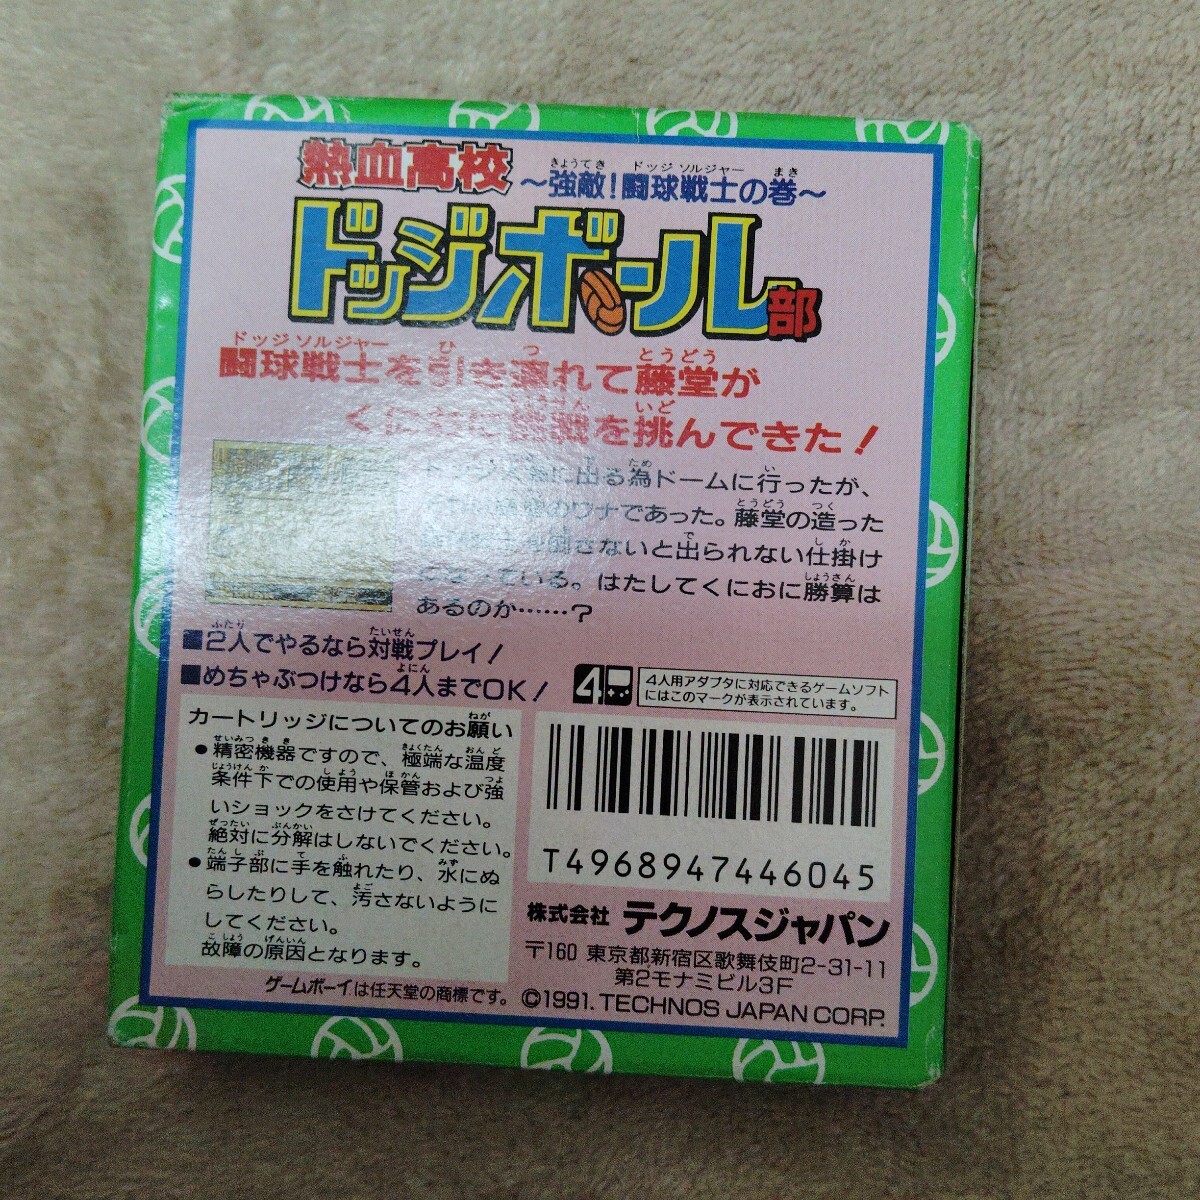 熱血高校
～強敵!闘球戦士の巻～
きょうてき ドッジ ソルジャー まき
ドッジボール部
ドッジ ソルジャー ひ つ とうどう
闘球戦士を引き連れて藤堂が
いど
くにおに挑戦を挑んできた!
に出る為ドームに行ったが、
のワナであった。藤堂の造った
倒さないと出られない仕掛け
になっている。はたしてくにおに勝算は
あるのか……?
■2人でやるなら対戦プレイ!
■めちゃぶつけなら4人までOK!
4
4人用アダプタに対応できるゲームソフト
にはこのマークが表示されています。
カートリッジについてのお願い
●精密機器ですので、極端な温度
条件下での使用や保管および強
いショックをさけてください。
絶対に分解はしないでください。
●端子部に手を触れたり、水にぬ
らしたりして、汚さないように
してください。
故障の原因となります。
ゲームボーイは任天堂の商標です。
T4968947446045
株式会社 テクノスジャパン
〒160 東京都新宿区歌舞伎町2-31-11
第2モナミビル3F
©1991. TECHNOS JAPAN CORP.